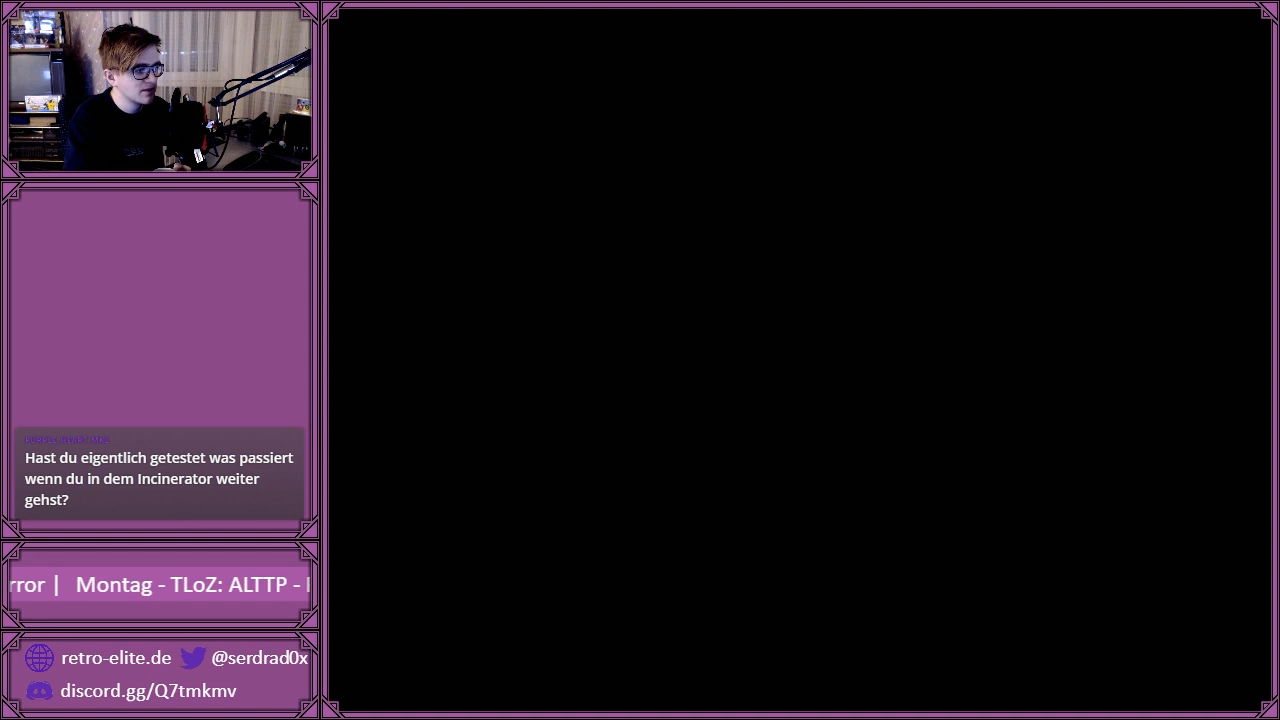 Hast du eigentlich getestet was passiert
wenn du in dem Incinerator weiter
gehst?
rror | Montag - TLoZ: ALTTP -
retro-elite.de @serdrad0x
discord.gg/Q7tmkmv